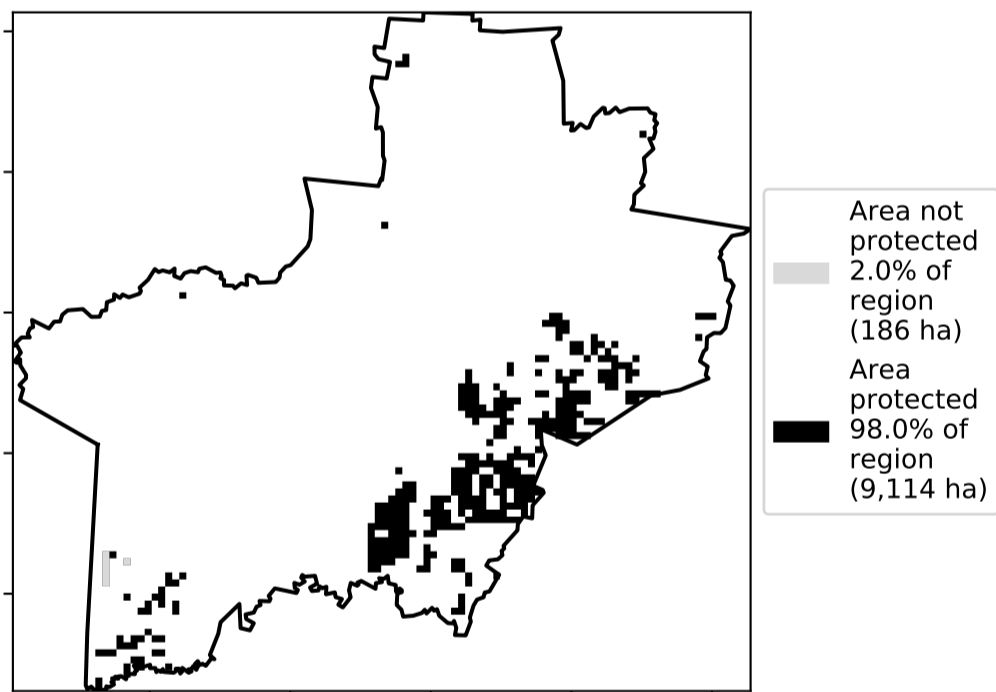 Area not
protected
2.0% of
region
(186 ha)
Area
protected
98.0% of
region
(9,114 ha)